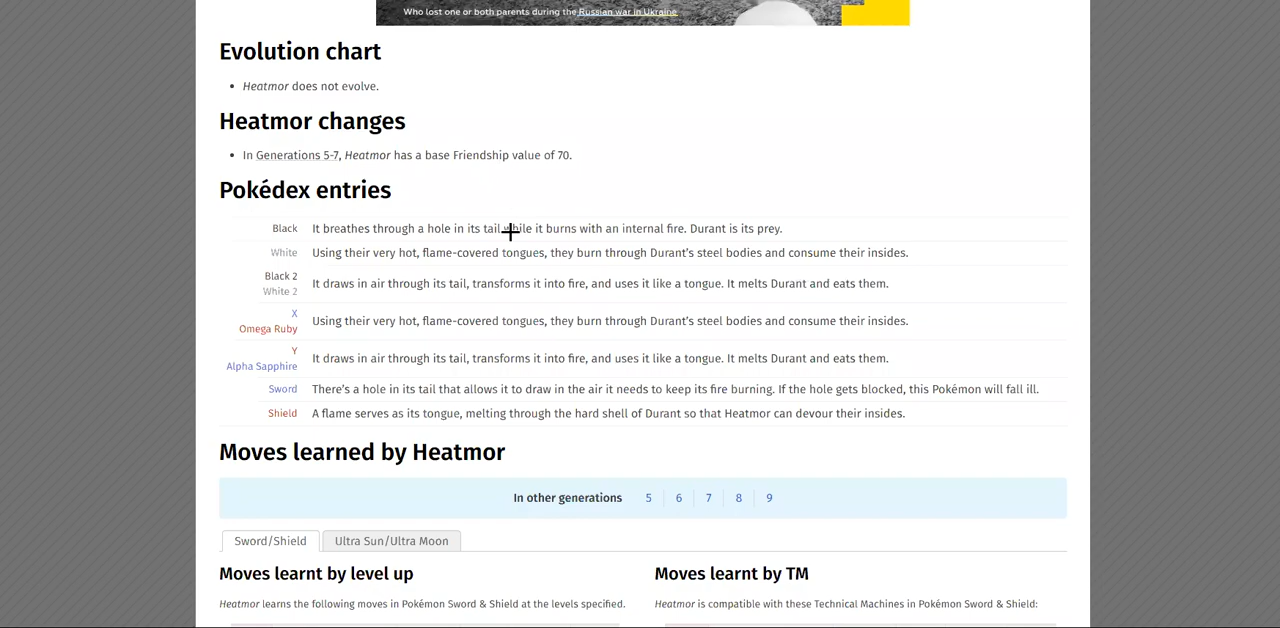 Who lost one or both parents during the Russian war in Ukraine
Evolution chart
• Heatmor does not evolve.
Heatmor changes
• In Generations 5-7, Heatmor has a base Friendship value of 70.
Pokédex entries
Black It breathes through a hole in its tail while it burns with an internal fire. Durant is its prey.
White Using their very hot, flame-covered tongues, they burn through Durant's steel bodies and consume their insides.
Black 2
White 2
It draws in air through its tail, transforms it into fire, and uses it like a tongue. It melts Durant and eats them.
X
Omega Ruby
Using their very hot, flame-covered tongues, they burn through Durant's steel bodies and consume their insides.
Y
Alpha Sapphire
It draws in air through its tail, transforms it into fire, and uses it like a tongue. It melts Durant and eats them.
Sword There's a hole in its tail that allows it to draw in the air it needs to keep its fire burning. If the hole gets blocked, this Pokémon will fall ill.
Shield A flame serves as its tongue, melting through the hard shell of Durant so that Heatmor can devour their insides.
Moves learned by Heatmor
In other generations 5 6 7 8 9
Sword/Shield Ultra Sun/Ultra Moon
Moves learnt by level up
Heatmor learns the following moves in Pokémon Sword & Shield at the levels specified.
Moves learnt by TM
Heatmor is compatible with these Technical Machines in Pokémon Sword & Shield: